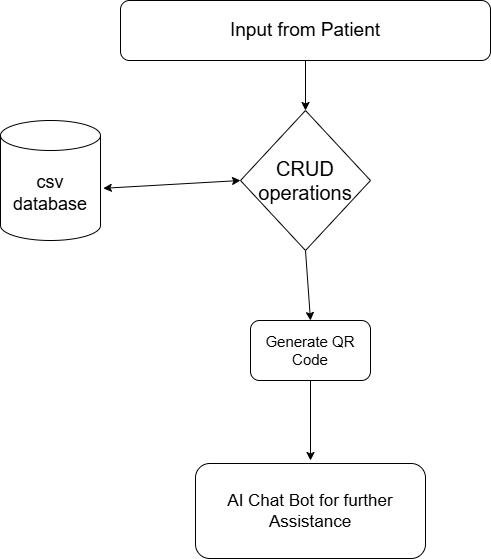 Input from Patient
CRUD
operations
csv
database
Generate QR
Code
AI Chat Bot for further
Assistance